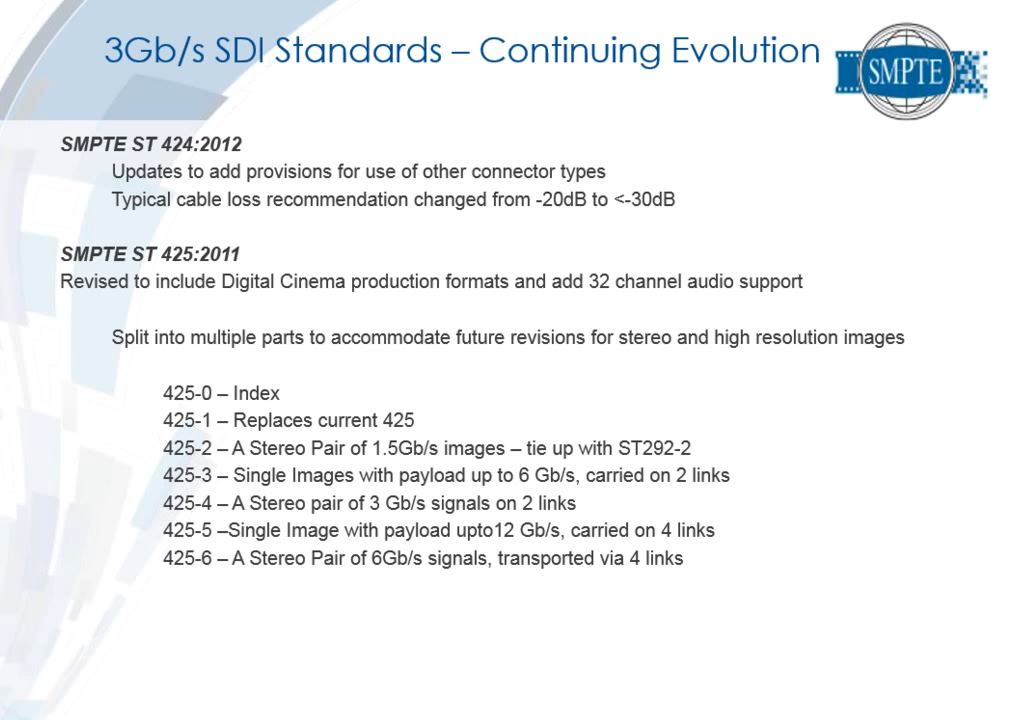 3Gb/s SDI Standards – Continuing Evolution
SMPTE
SMPTE ST 424:2012
Updates to add provisions for use of other connector types
Typical cable loss recommendation changed from -20dB to <-30dB
SMPTE ST 425:2011
Revised to include Digital Cinema production formats and add 32 channel audio support
Split into multiple parts to accommodate future revisions for stereo and high resolution images
425-0 – Index
425-1 – Replaces current 425
425-2 – A Stereo Pair of 1.5Gb/s images – tie up with ST292-2
425-3 – Single Images with payload up to 6 Gb/s, carried on 2 links
425-4 – A Stereo pair of 3 Gb/s signals on 2 links
425-5 –Single Image with payload upto12 Gb/s, carried on 4 links
425-6 – A Stereo Pair of 6Gb/s signals, transported via 4 links